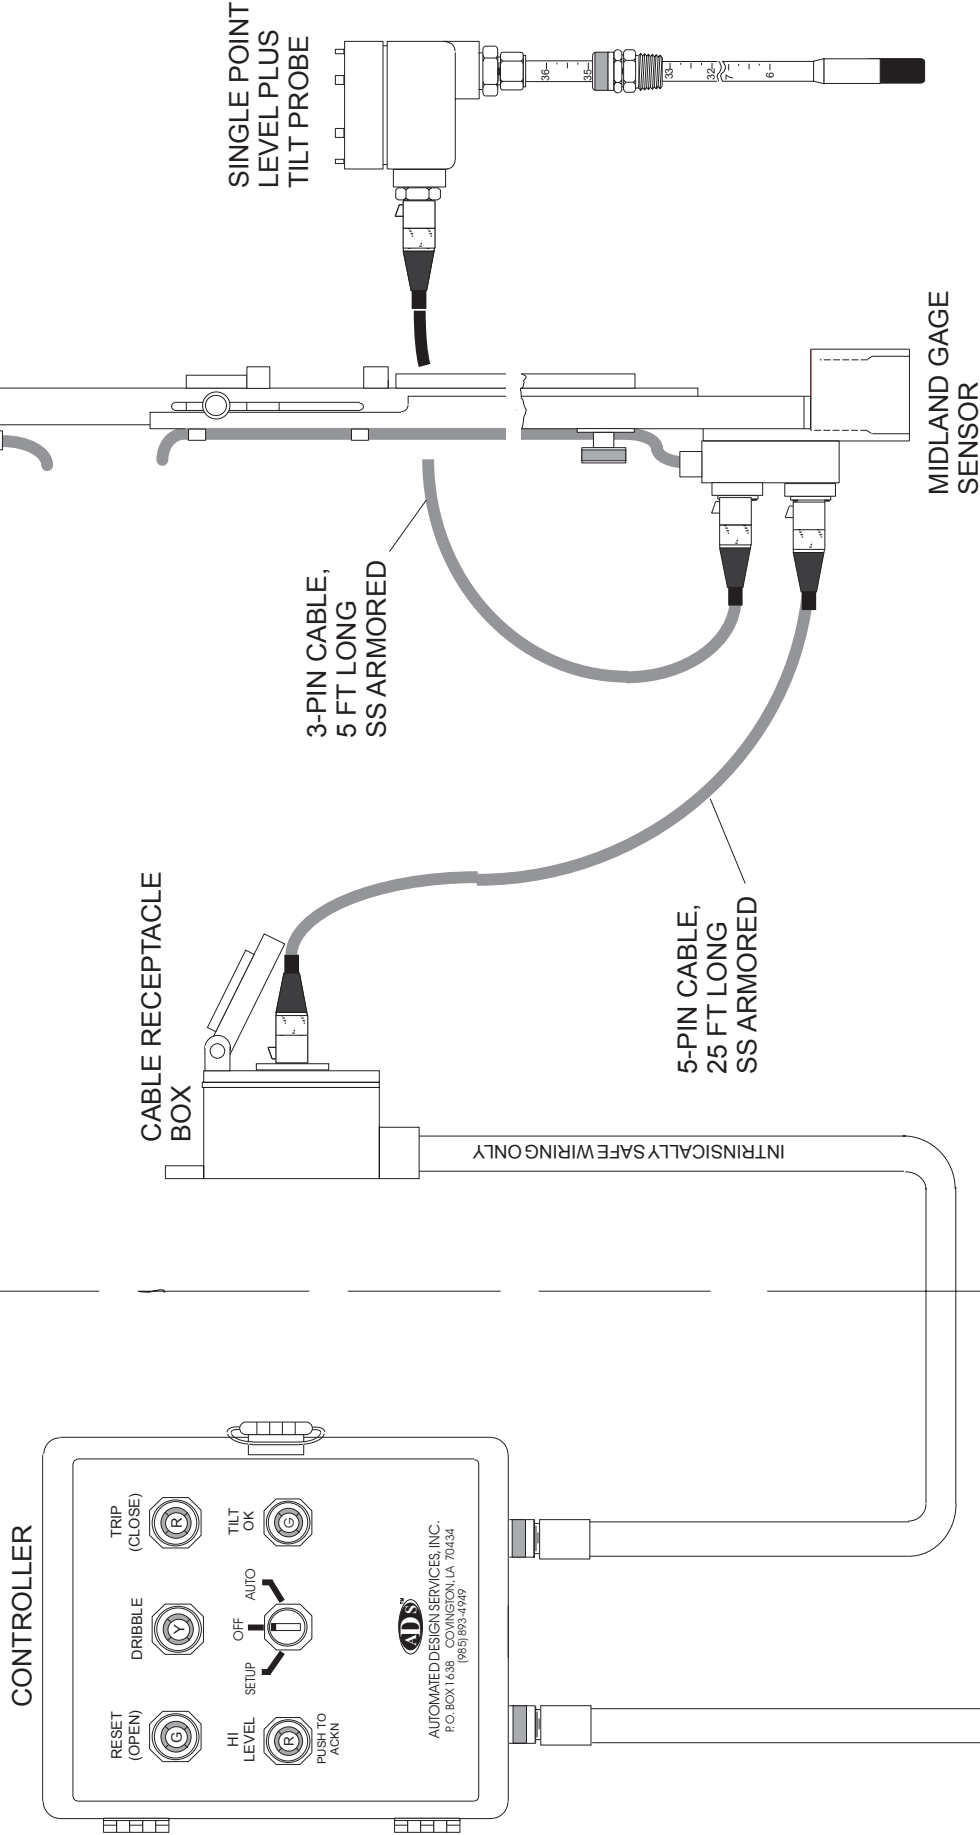 CONTROLLER
RESET
(OPEN)
G
DRIBBLE
Y
TRIP
(CLOSE)
R
HI
LEVEL
R
PUSH TO
ACKN
SETUP
OFF
AUTO
TILT
OK
G
ADS™
AUTOMATED DESIGN SERVICES, INC.
P.O. BOX 1638 COVINGTON, LA 70434
(985) 893-4949
CABLE RECEPTACLE
BOX
INTRINSICALLY SAFE WIRING ONLY
5-PIN CABLE,
25 FT LONG
SS ARMORED
3-PIN CABLE,
5 FT LONG
SS ARMORED
MIDLAND GAGE
SENSOR
SINGLE POINT
LEVEL PLUS
TILT PROBE
36
35
33
32
7
6